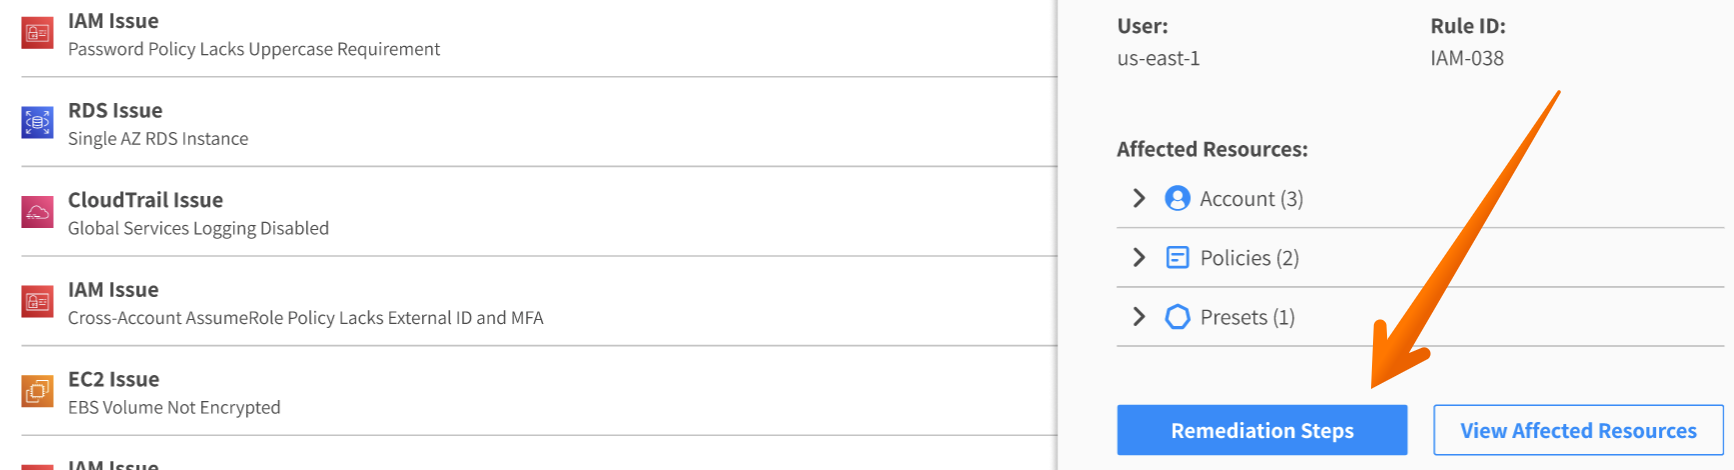 IAM Issue
Password Policy Lacks Uppercase Requirement
RDS Issue
Single AZ RDS Instance
CloudTrail Issue
Global Services Logging Disabled
IAM Issue
Cross-Account AssumeRole Policy Lacks External ID and MFA
EC2 Issue
EBS Volume Not Encrypted
IAM Issue
User:
us-east-1
Rule ID:
IAM-038
Affected Resources:
Account (3)
Policies (2)
Presets (1)
Remediation Steps
View Affected Resources